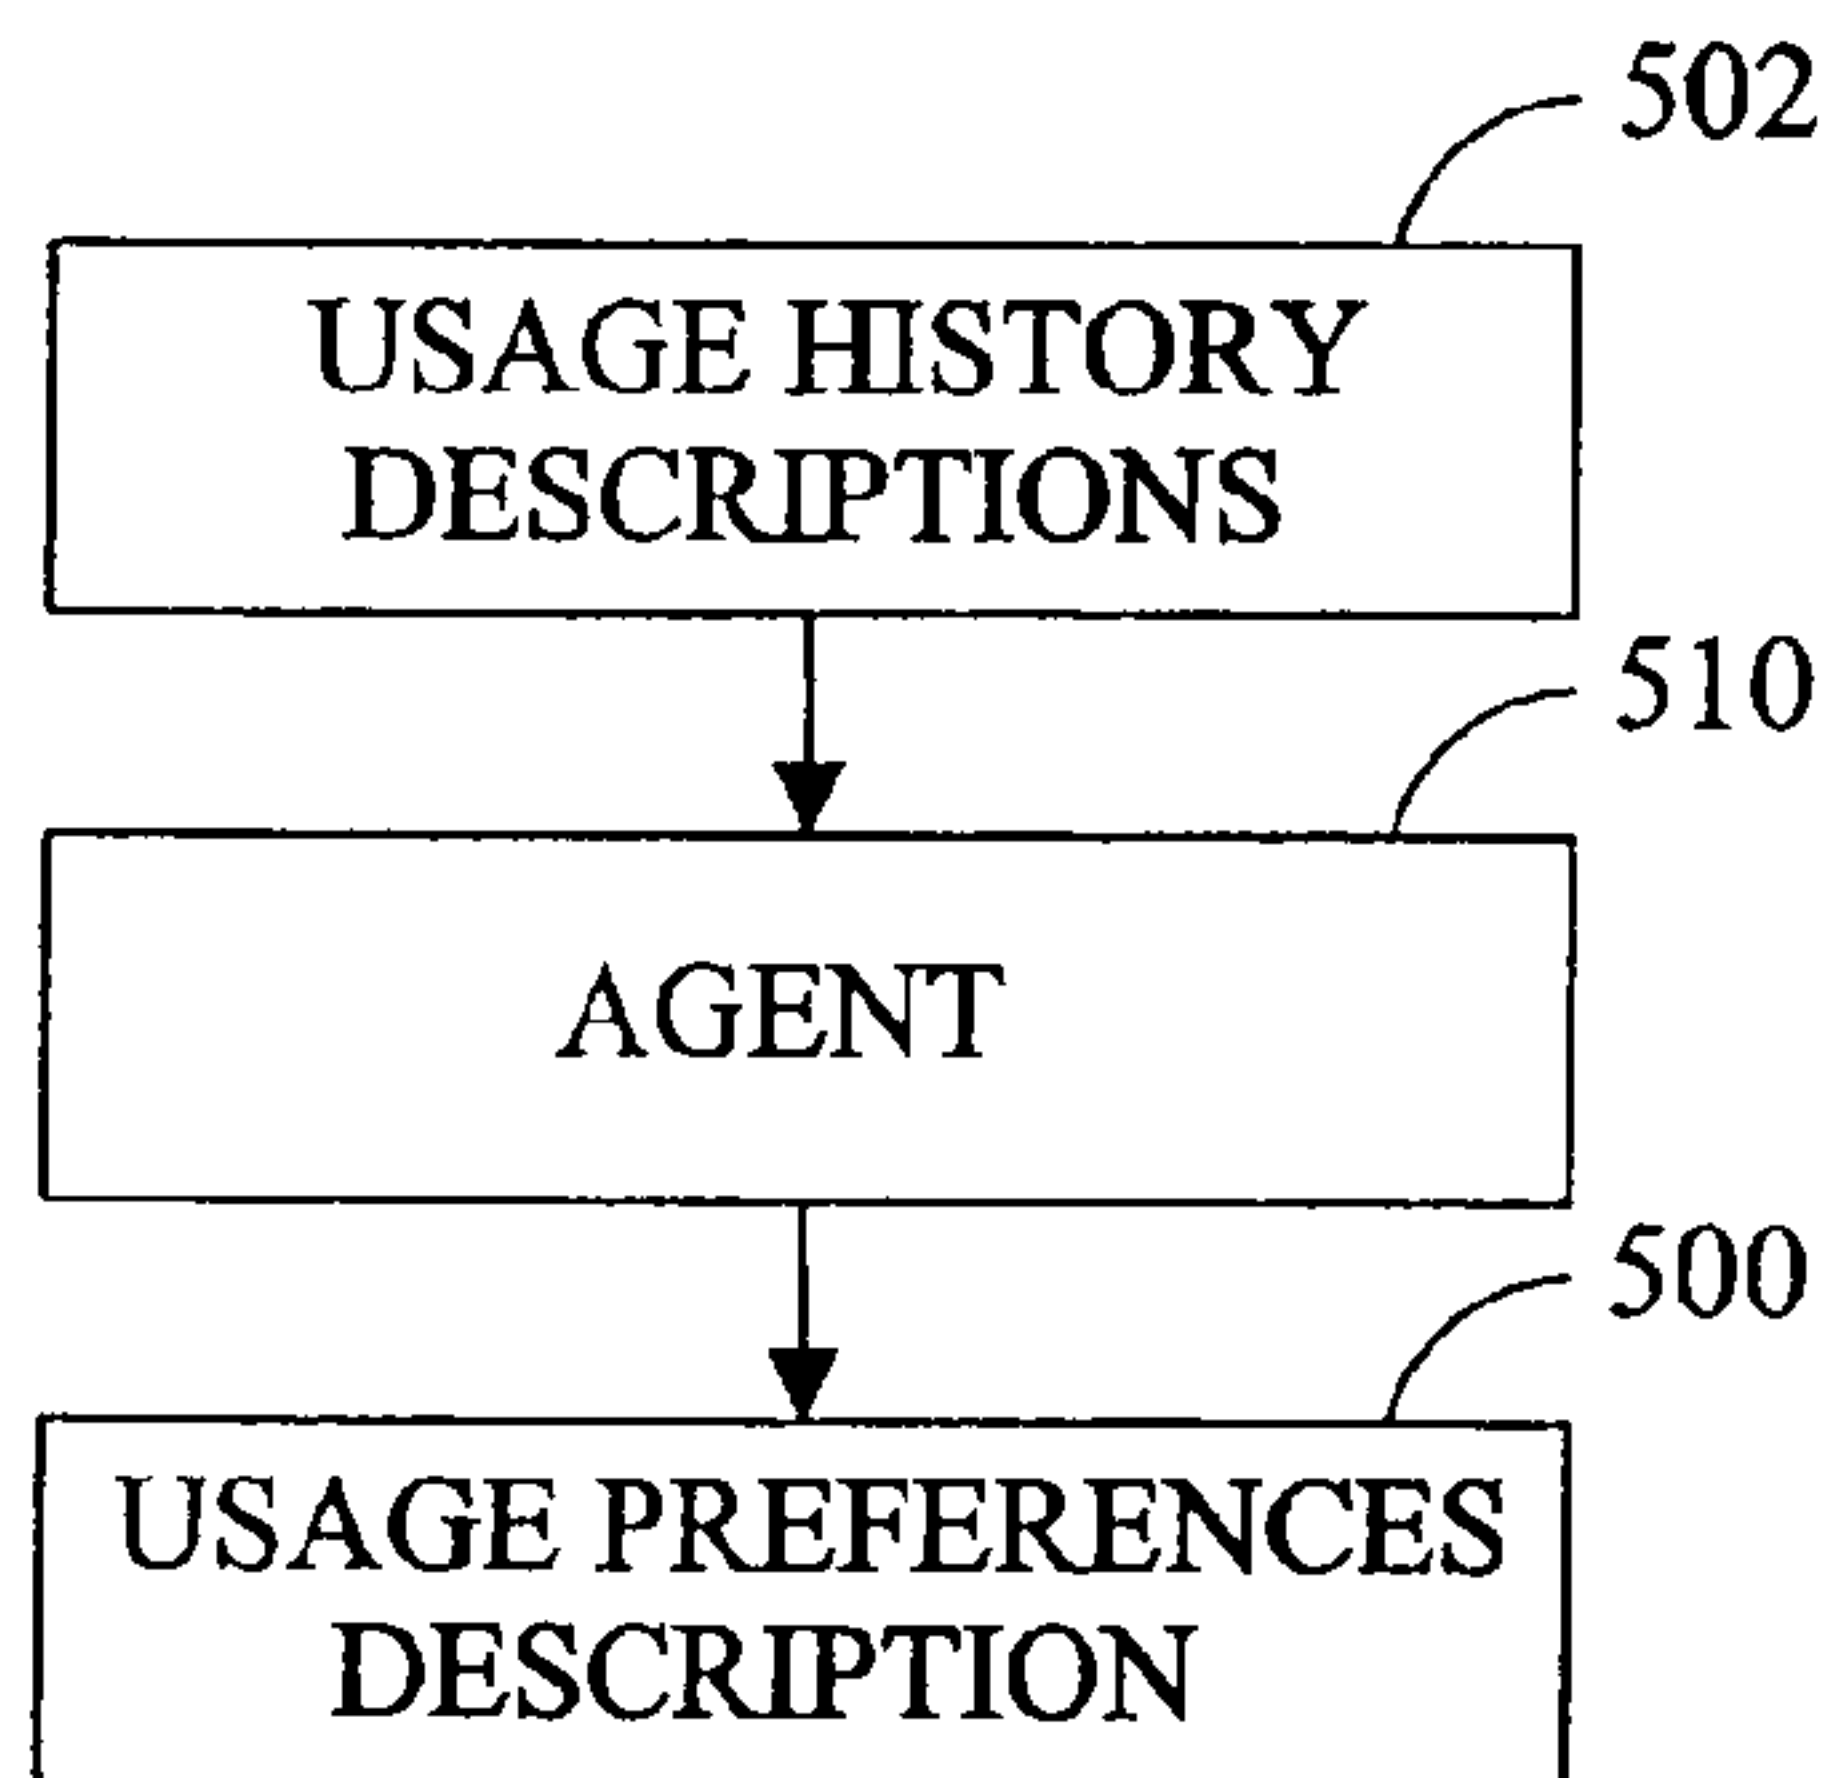 502
USAGE HISTORY
DESCRIPTIONS
510
AGENT
500
USAGE PREFERENCES
DESCRIPTION